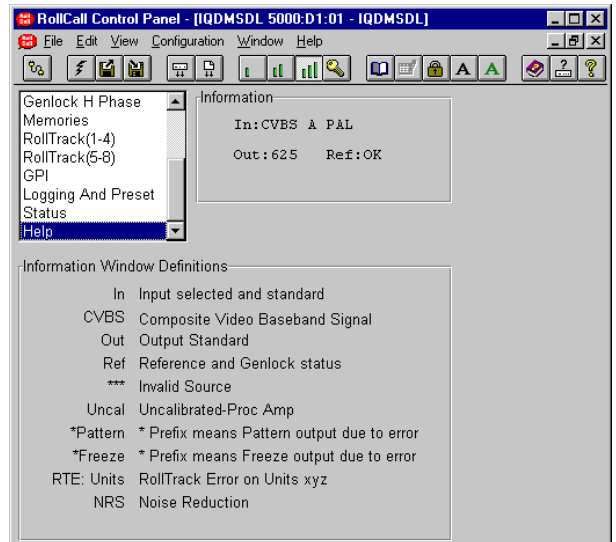 RollCall Control Panel - [IQDMSDL 5000:D1:01 - IQDMSDL]
File Edit View Configuration Window Help
A A
Genlock H Phase
Memories
RollTrack(1-4)
RollTrack(5-8)
GPI
Logging And Preset
Status
Help
Information
In:CVBS A PAL
Out:625 Ref:OK
Information Window Definitions
In Input selected and standard
CVBS Composite Video Baseband Signal
Out Output Standard
Ref Reference and Genlock status
*** Invalid Source
Uncal Uncalibrated-Proc Amp
*Pattern * Prefix means Pattern output due to error
*Freeze * Prefix means Freeze output due to error
RTE: Units RollTrack Error on Units xyz
NRS Noise Reduction